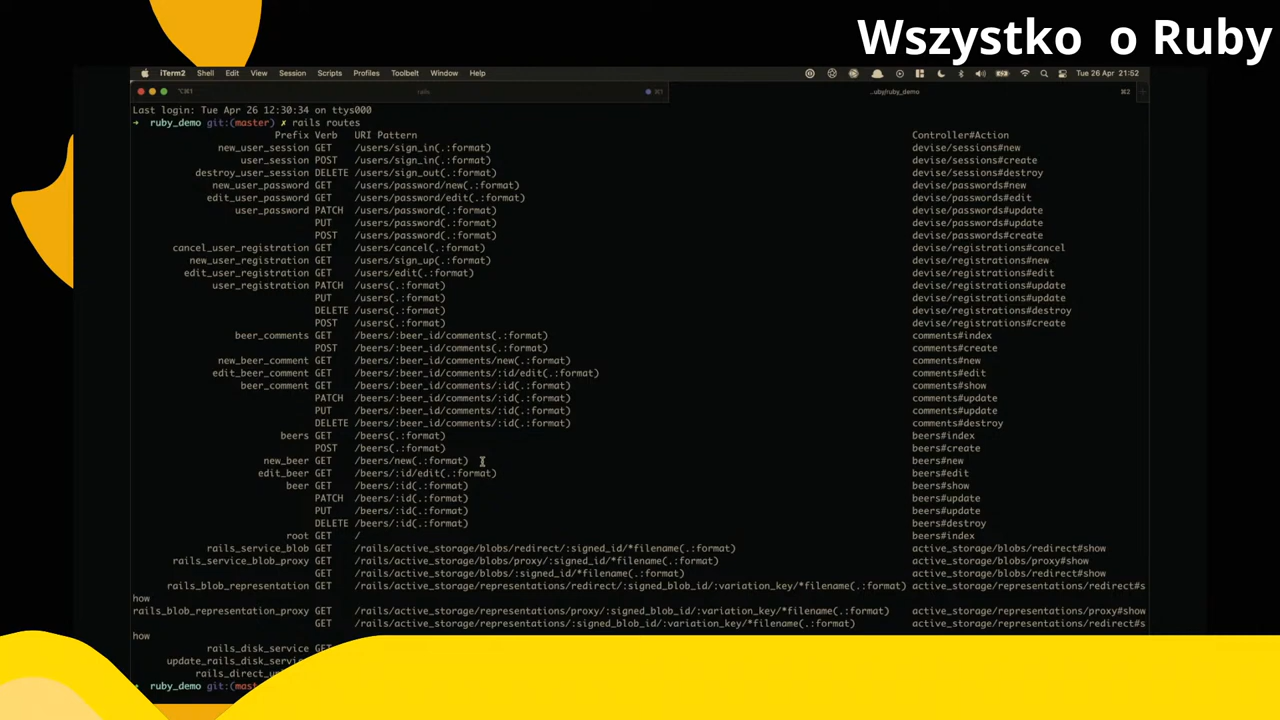 Wszystko o Ruby
iTerm2 Shell Edit View Session Scripts Profiles Toolbelt Window Help Tue 26 Apr 21:52
⌥⌘1 rails ⌘1 ..uby/ruby_demo ⌘2
Last login: Tue Apr 26 12:30:34 on ttys000
➜ ruby_demo git:(master) ✗ rails routes
Prefix Verb URI Pattern Controller#Action
new_user_session GET /users/sign_in(.:format) devise/sessions#new
user_session POST /users/sign_in(.:format) devise/sessions#create
destroy_user_session DELETE /users/sign_out(.:format) devise/sessions#destroy
new_user_password GET /users/password/new(.:format) devise/passwords#new
edit_user_password GET /users/password/edit(.:format) devise/passwords#edit
user_password PATCH /users/password(.:format) devise/passwords#update
PUT /users/password(.:format) devise/passwords#update
POST /users/password(.:format) devise/passwords#create
cancel_user_registration GET /users/cancel(.:format) devise/registrations#cancel
new_user_registration GET /users/sign_up(.:format) devise/registrations#new
edit_user_registration GET /users/edit(.:format) devise/registrations#edit
user_registration PATCH /users(.:format) devise/registrations#update
PUT /users(.:format) devise/registrations#update
DELETE /users(.:format) devise/registrations#destroy
POST /users(.:format) devise/registrations#create
beer_comments GET /beers/:beer_id/comments(.:format) comments#index
POST /beers/:beer_id/comments(.:format) comments#create
new_beer_comment GET /beers/:beer_id/comments/new(.:format) comments#new
edit_beer_comment GET /beers/:beer_id/comments/:id/edit(.:format) comments#edit
beer_comment GET /beers/:beer_id/comments/:id(.:format) comments#show
PATCH /beers/:beer_id/comments/:id(.:format) comments#update
PUT /beers/:beer_id/comments/:id(.:format) comments#update
DELETE /beers/:beer_id/comments/:id(.:format) comments#destroy
beers GET /beers(.:format) beers#index
POST /beers(.:format) beers#create
new_beer GET /beers/new(.:format) beers#new
edit_beer GET /beers/:id/edit(.:format) beers#edit
beer GET /beers/:id(.:format) beers#show
PATCH /beers/:id(.:format) beers#update
PUT /beers/:id(.:format) beers#update
DELETE /beers/:id(.:format) beers#destroy
root GET / beers#index
rails_service_blob GET /rails/active_storage/blobs/redirect/:signed_id/*filename(.:format) active_storage/blobs/redirect#show
rails_service_blob_proxy GET /rails/active_storage/blobs/proxy/:signed_id/*filename(.:format) active_storage/blobs/proxy#show
GET /rails/active_storage/blobs/:signed_id/*filename(.:format) active_storage/blobs/redirect#show
rails_blob_representation GET /rails/active_storage/representations/redirect/:signed_blob_id/:variation_key/*filename(.:format) active_storage/representations/redirect#s
how
rails_blob_representation_proxy GET /rails/active_storage/representations/proxy/:signed_blob_id/:variation_key/*filename(.:format) active_storage/representations/proxy#show
GET /rails/active_storage/representations/:signed_blob_id/:variation_key/*filename(.:format) active_storage/representations/redirect#s
how
rails_disk_service
update_rails_disk_servi
rails_direct_u
➜ ruby_demo git:(mast